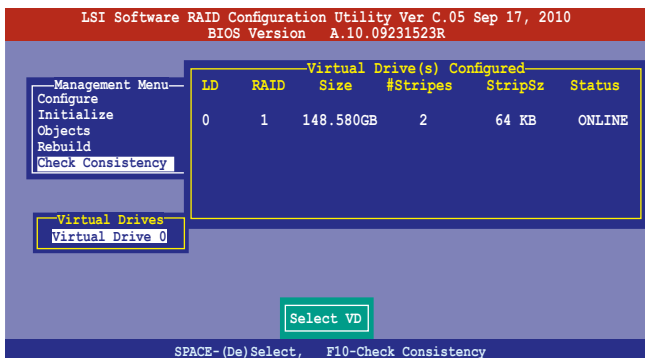 LSI Software RAID Configuration Utility Ver C.05 Sep 17, 2010
BIOS Version A.10.09231523R
Management Menu
Configure
Initialize
Objects
Rebuild
Check Consistency
Virtual Drive(s) Configured
LD RAID Size #Stripes StripSz Status
0 1 148.580GB 2 64 KB ONLINE
Virtual Drives
Virtual Drive 0
Select VD
SPACE-(De)Select, F10-Check Consistency